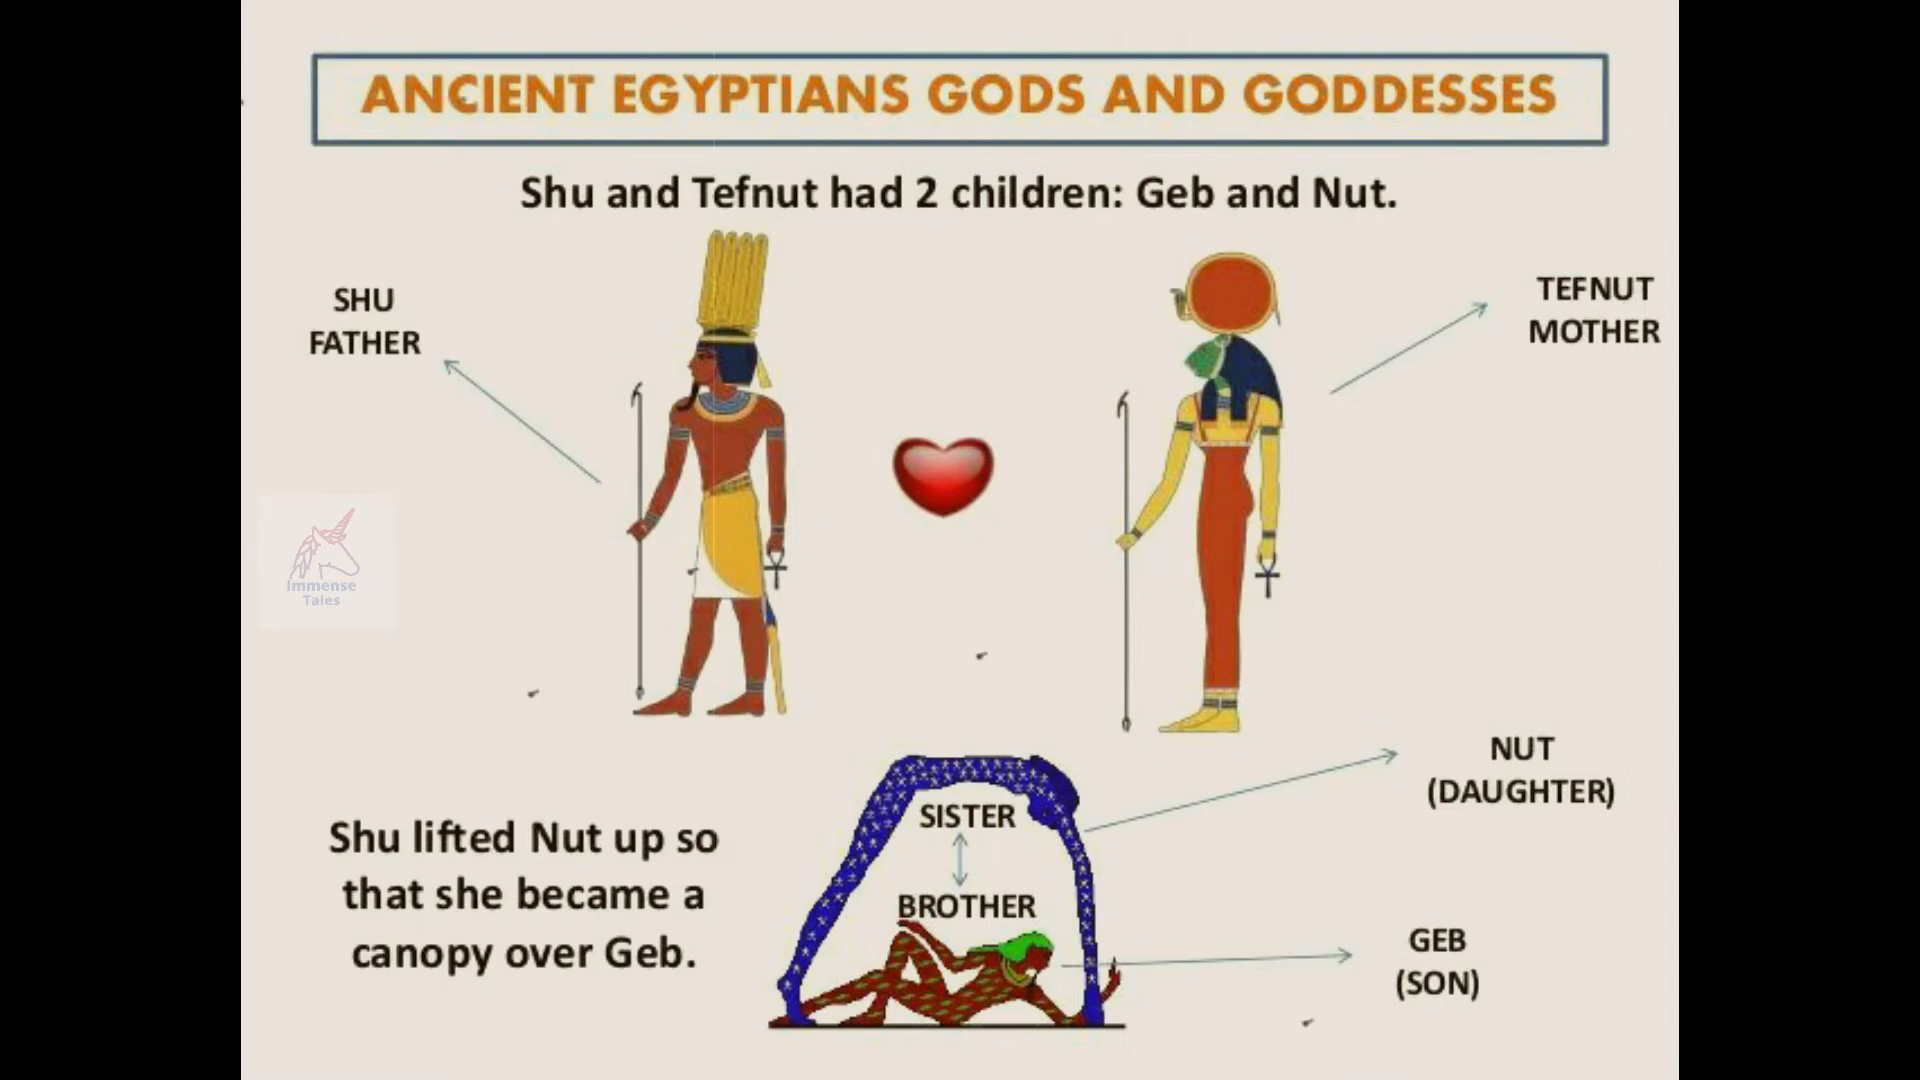 ANCIENT EGYPTIANS GODS AND GODDESSES
Shu and Tefnut had 2 children: Geb and Nut.
SHU
FATHER
TEFNUT
MOTHER
Immense
Tales
NUT
(DAUGHTER)
SISTER
BROTHER
Shu lifted Nut up so
that she became a
canopy over Geb.
GEB
(SON)